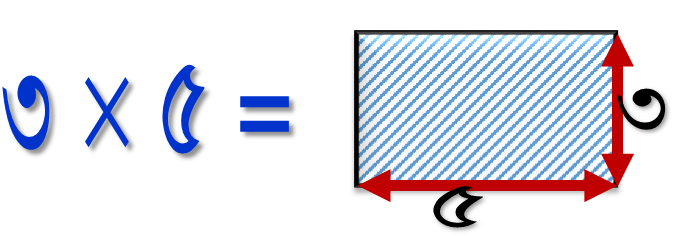 ৩ × ৫ =
৩
৫